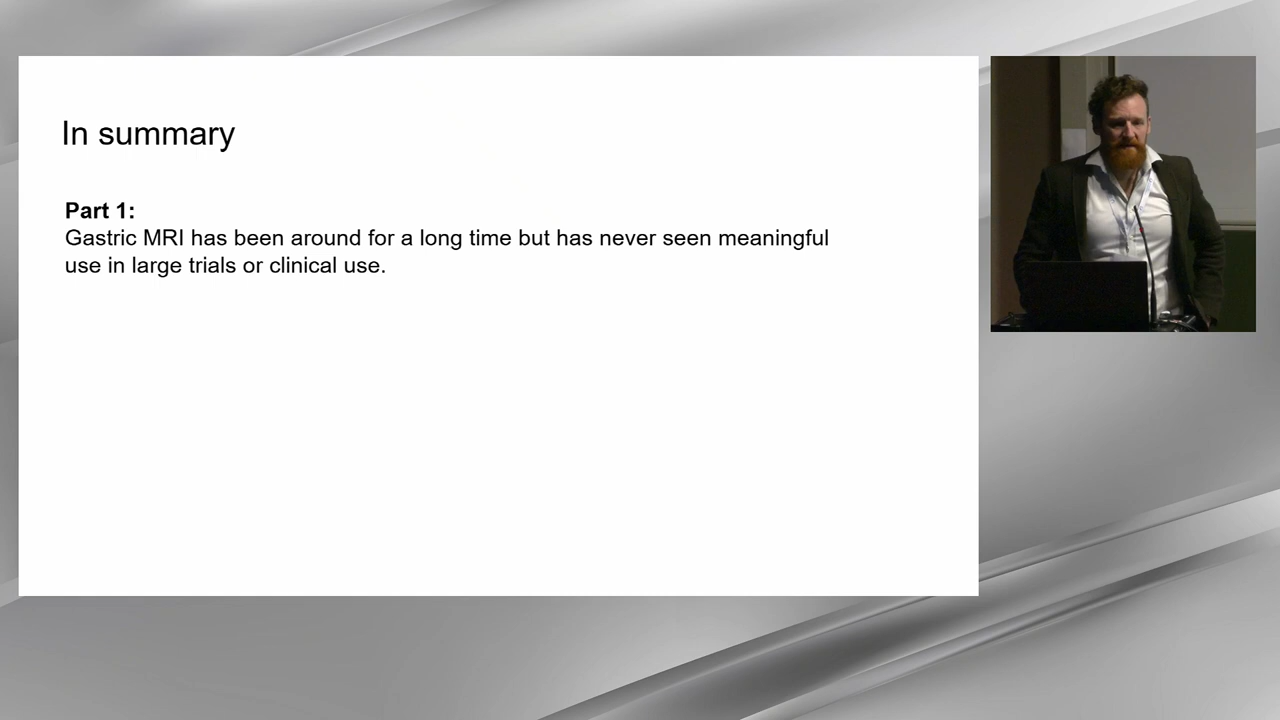 In summary
Part 1:
Gastric MRI has been around for a long time but has never seen meaningful
use in large trials or clinical use.